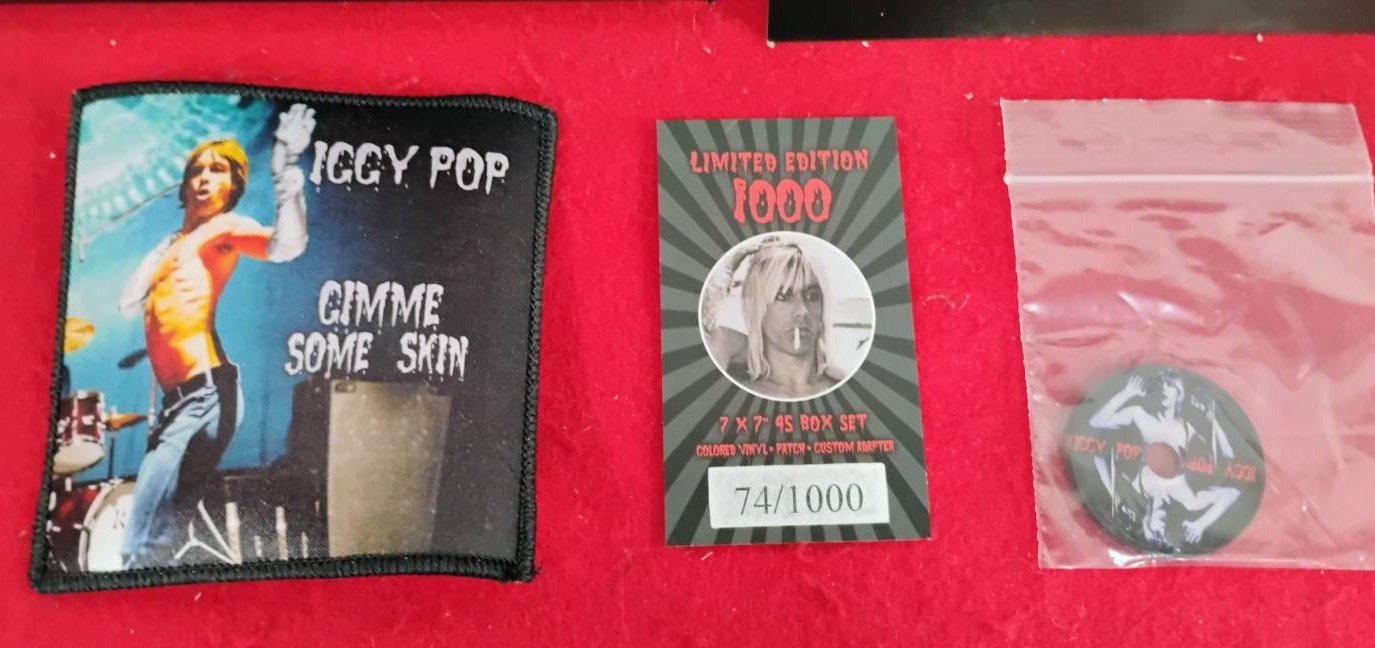 IGGY POP
GIMME
SOME SKIN
LIMITED EDITION
1000
7 X 7" 45 BOX SET
COLORED VINYL • PATCH • CUSTOM ADAPTER
74/1000
IGGY POP
IGGY POP